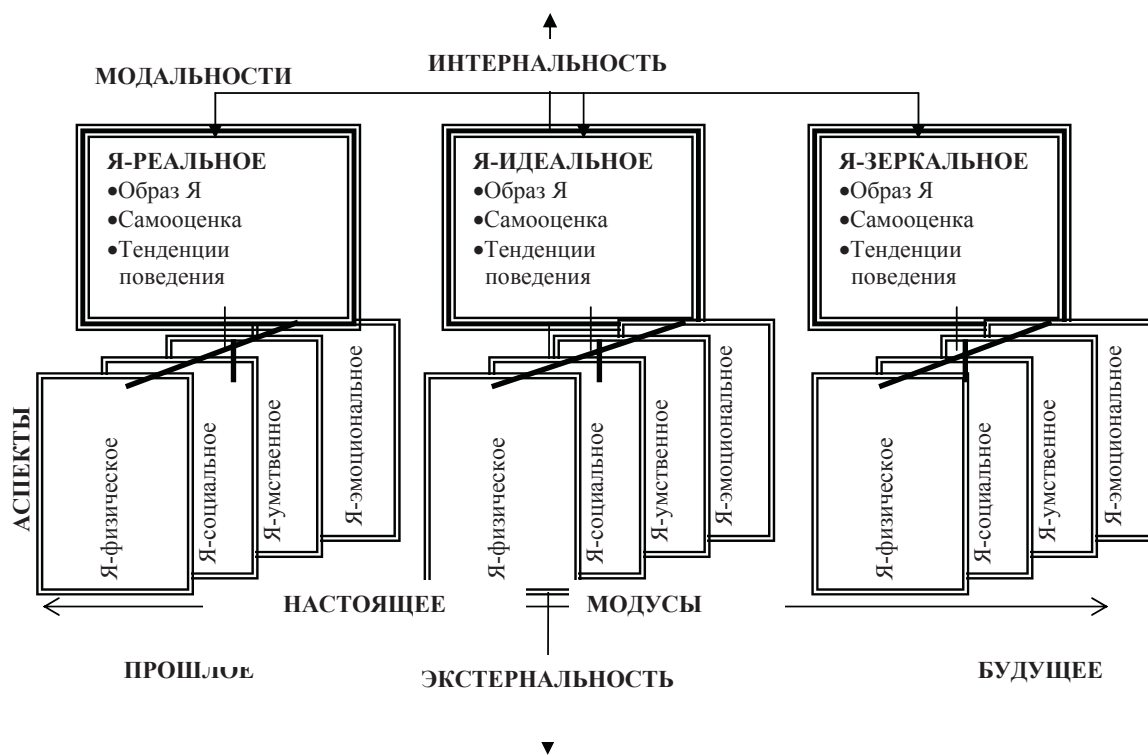 ИНТЕРНАЛЬНОСТЬ
МОДАЛЬНОСТИ
Я-РЕАЛЬНОЕ
•Образ Я
•Самооценка
•Тенденции
поведения
Я-ИДЕАЛЬНОЕ
•Образ Я
•Самооценка
•Тенденции
поведения
Я-ЗЕРКАЛЬНОЕ
•Образ Я
•Самооценка
•Тенденции
поведения
АСПЕКТЫ
Я-физическое
Я-социальное
Я-умственное
Я-эмоциональное
Я-физическое
Я-социальное
Я-умственное
Я-эмоциональное
Я-физическое
Я-социальное
Я-умственное
Я-эмоциональное
НАСТОЯЩЕЕ
МОДУСЫ
ПРОШЛОЕ
ЭКСТЕРНАЛЬНОСТЬ
БУДУЩЕЕ